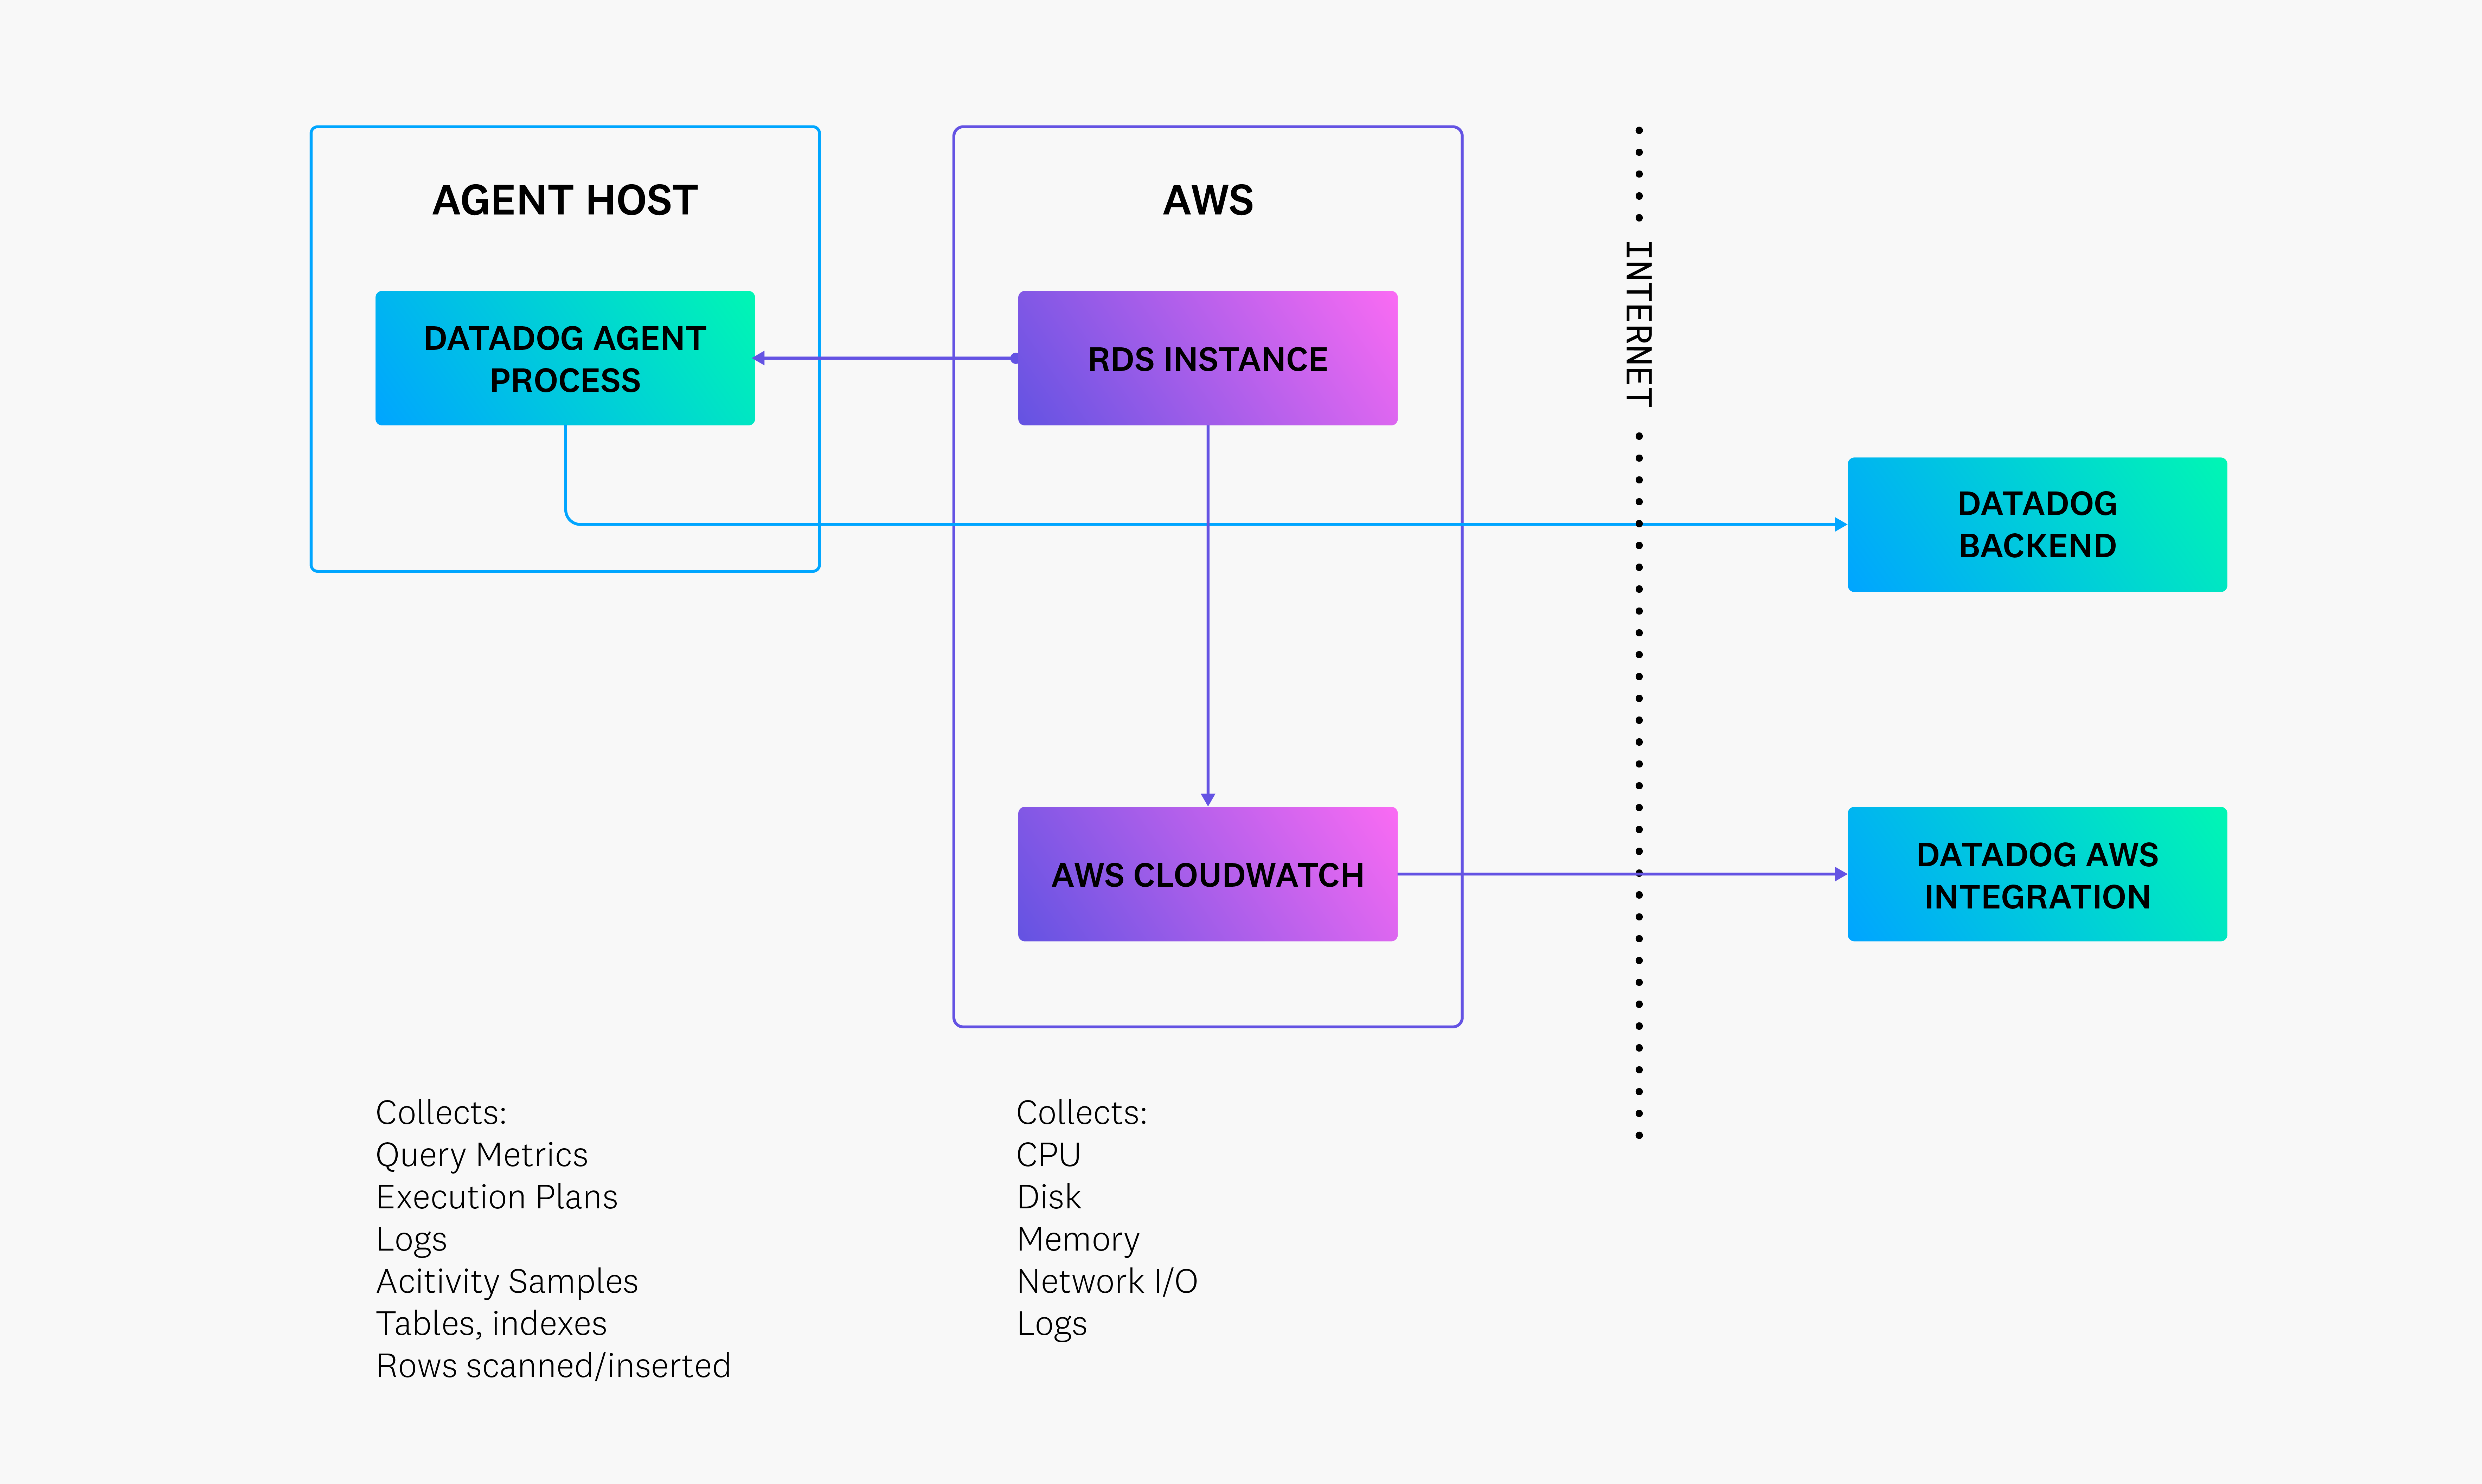 AGENT HOST
DATADOG AGENT
PROCESS
AWS
RDS INSTANCE
AWS CLOUDWATCH
INTERNET
DATADOG
BACKEND
DATADOG AWS
INTEGRATION
Collects:
Query Metrics
Execution Plans
Logs
Acitivity Samples
Tables, indexes
Rows scanned/inserted
Collects:
CPU
Disk
Memory
Network I/O
Logs